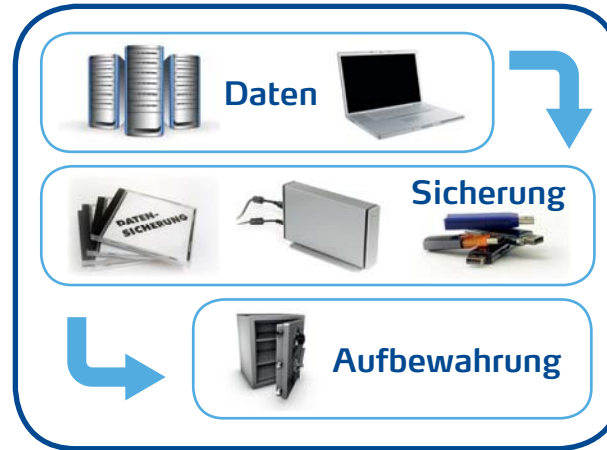 Daten
Sicherung
DATEN-
SICHERUNG
Aufbewahrung